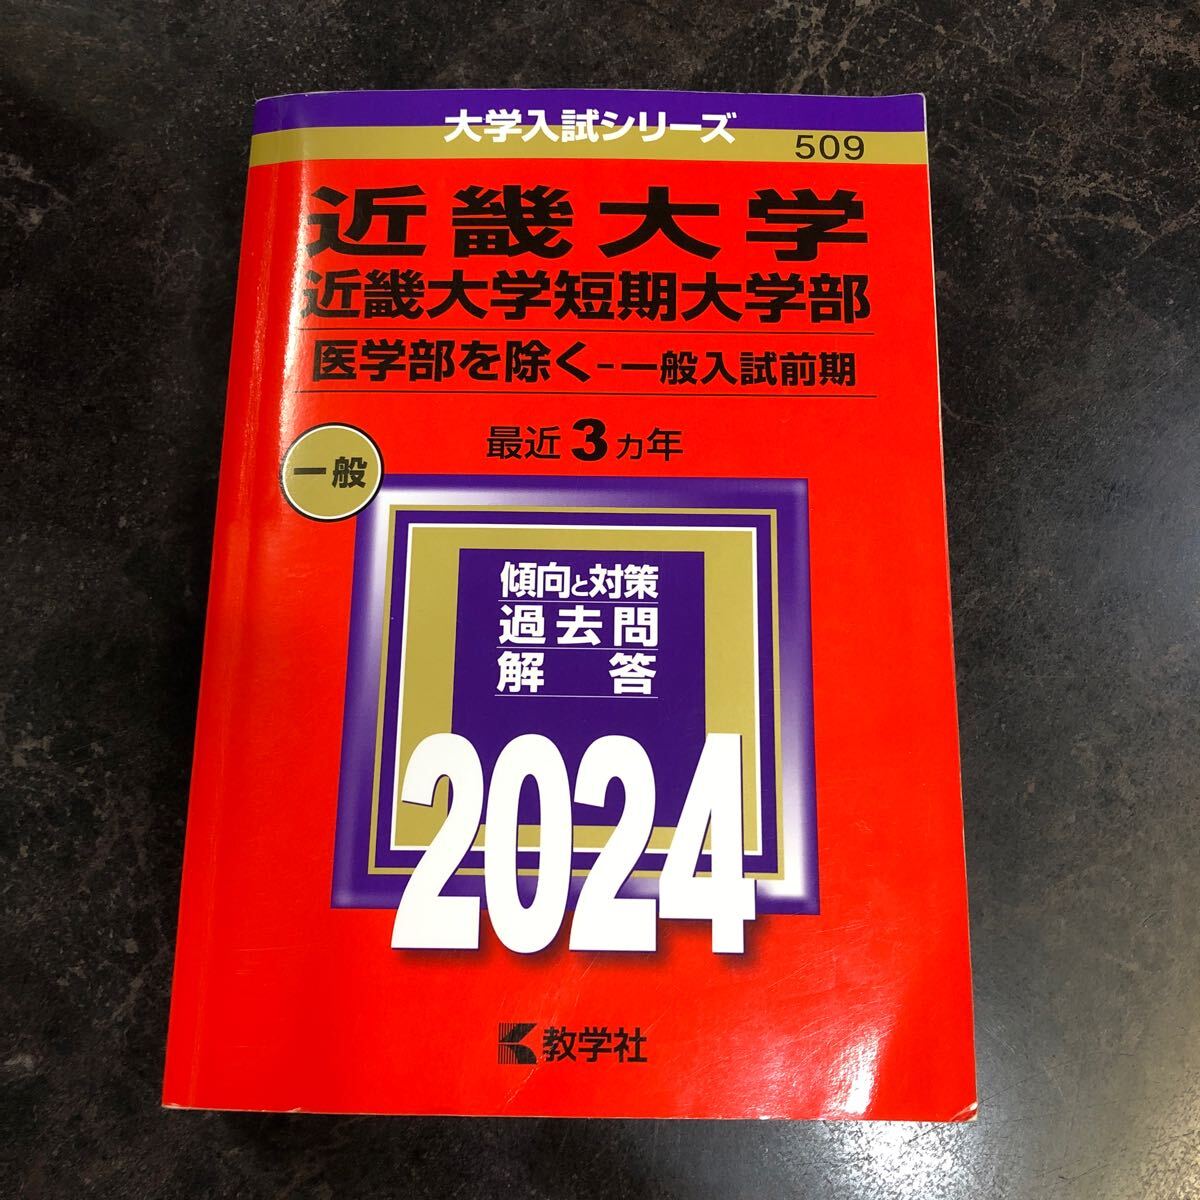 大学入試シリーズ
509
近畿大学
近畿大学短期大学部
医学部を除く-一般入試前期
最近3カ年
一般
傾向と対策
過去問
解答
2024
教学社